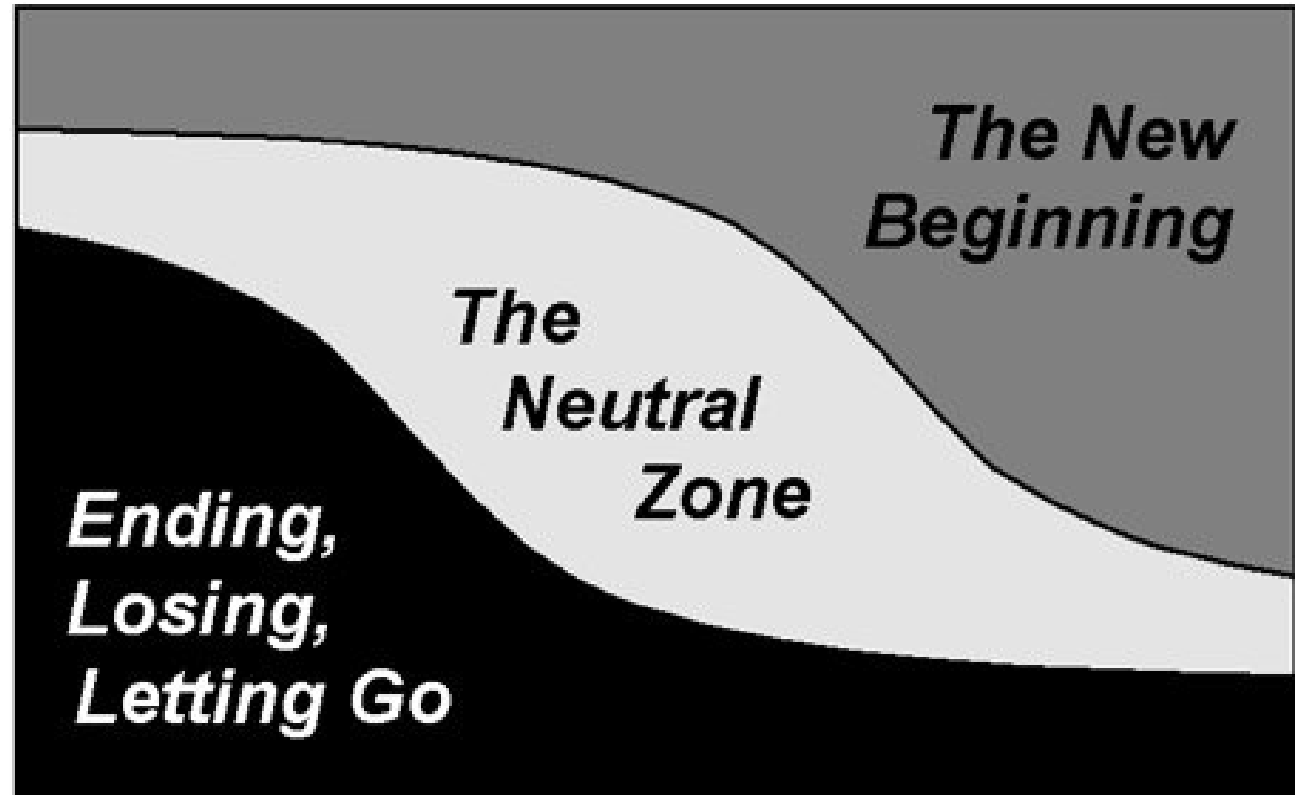 The New
Beginning
The
Neutral
Zone
Ending,
Losing,
Letting Go